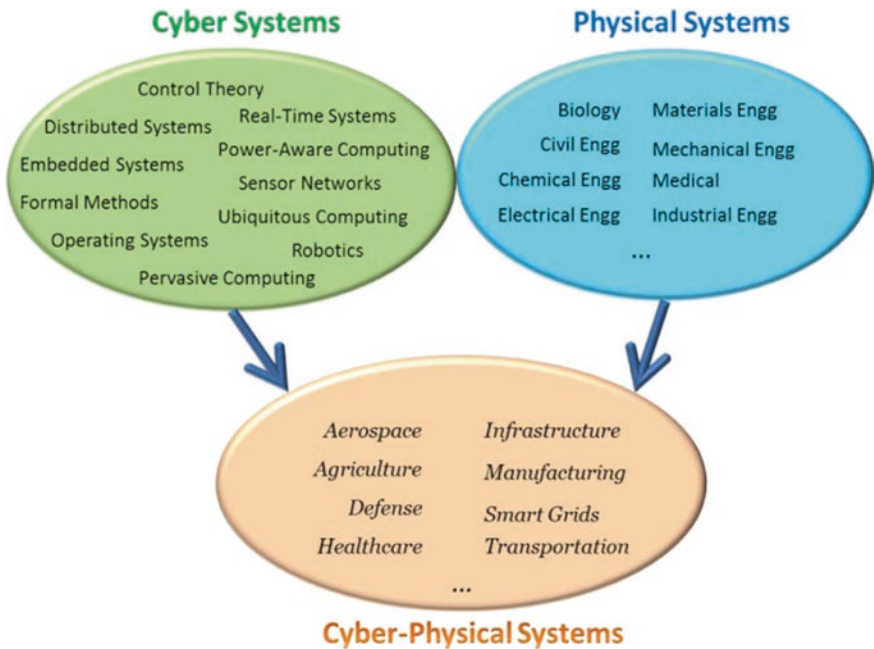 Cyber Systems
Control Theory
Distributed Systems
Real-Time Systems
Embedded Systems
Power-Aware Computing
Formal Methods
Sensor Networks
Ubiquitous Computing
Operating Systems
Robotics
Pervasive Computing
Physical Systems
Biology Materials Engg
Civil Engg Mechanical Engg
Chemical Engg Medical
Electrical Engg Industrial Engg
...
Aerospace Infrastructure
Agriculture Manufacturing
Defense Smart Grids
Healthcare Transportation
...
Cyber-Physical Systems